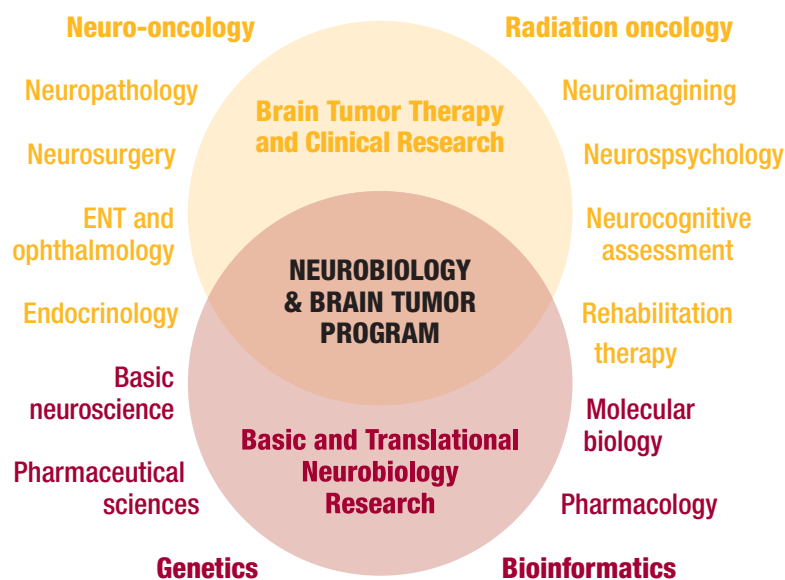 Neuro-oncology
Radiation oncology
Neuropathology
Neuroimagining
Brain Tumor Therapy
and Clinical Research
Neurosurgery
Neurospsychology
ENT and
ophthalmology
Neurocognitive
assessment
NEUROBIOLOGY
& BRAIN TUMOR
PROGRAM
Endocrinology
Rehabilitation
therapy
Basic
neuroscience
Molecular
biology
Basic and Translational
Neurobiology
Research
Pharmaceutical
sciences
Pharmacology
Genetics
Bioinformatics